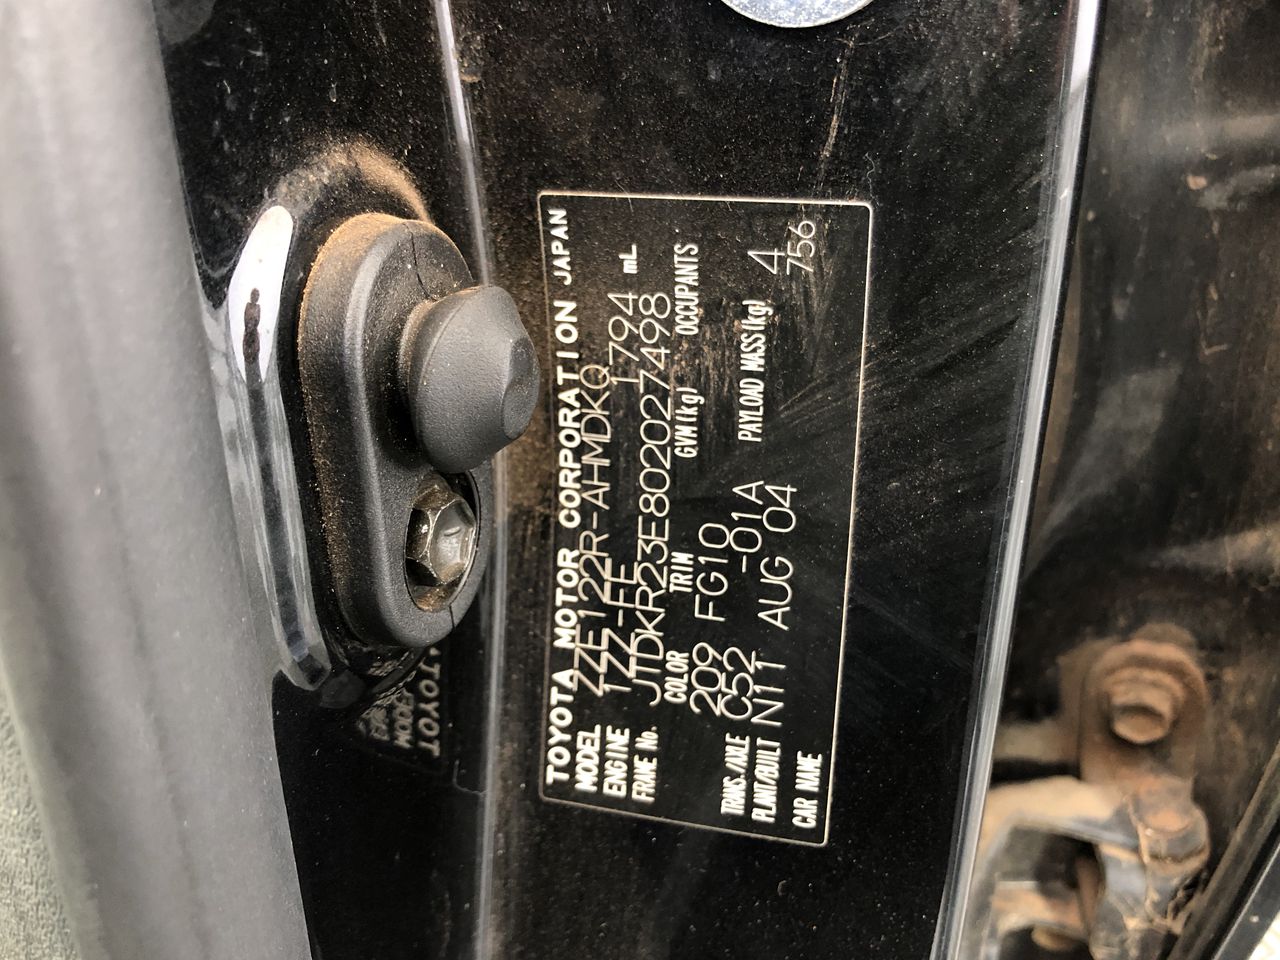 TOYOTA MOTOR CORPORATION JAPAN
MODEL ZZE122R-AHMDKQ
ENGINE 1ZZ-FE 1794 mL
FRAME No. JTDKR23E802027498
COLOR TRIM GVM(kg) OCCUPANTS
209 FG10 4
TRANS./AXLE C52 -01A PAYLOAD MASS(kg) 756
PLANT/BUILT N11 AUG 04
CAR NAME
TOYOT